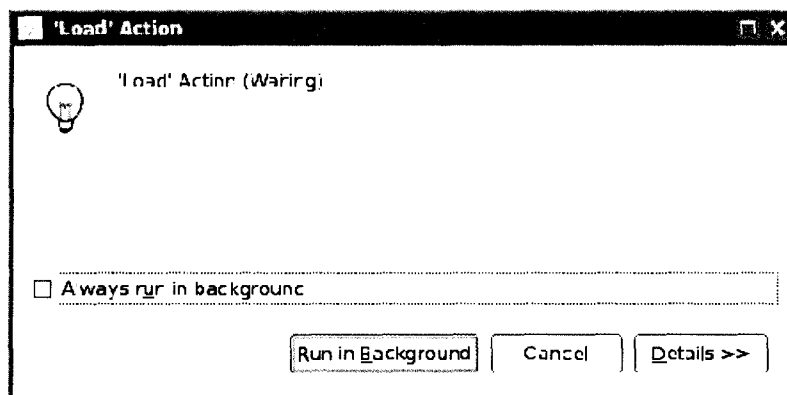 'Load' Action
'Load' Action (Waiting)
Always run in background
Run in Background
Cancel
Details >>